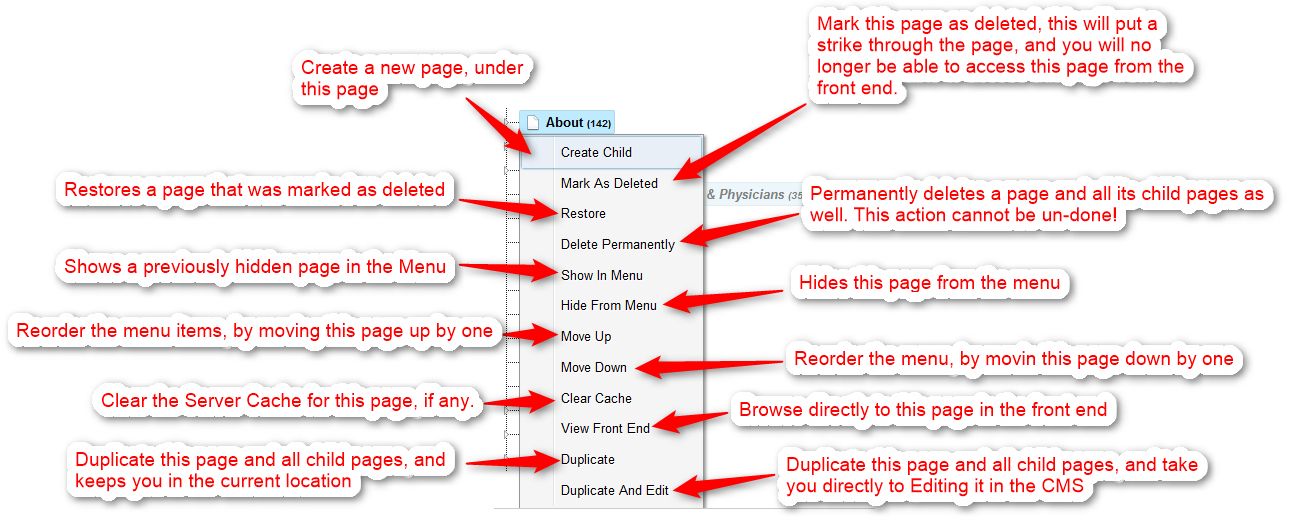 Mark this page as deleted, this will put a
strike through the page, and you will no
longer be able to access this page from the
front end.
Create a new page, under
this page
About (142)
Create Child
Mark As Deleted
Restores a page that was marked as deleted
& Physicians (35
Permanently deletes a page and all its child pages as
well. This action cannot be un-done!
Restore
Delete Permanently
Shows a previously hidden page in the Menu
Show In Menu
Hides this page from the menu
Hide From Menu
Reorder the menu items, by moving this page up by one
Move Up
Reorder the menu, by movin this page down by one
Move Down
Clear the Server Cache for this page, if any.
Clear Cache
Browse directly to this page in the front end
View Front End
Duplicate this page and all child pages, and
keeps you in the current location
Duplicate
Duplicate this page and all child pages, and take
you directly to Editing it in the CMS
Duplicate And Edit